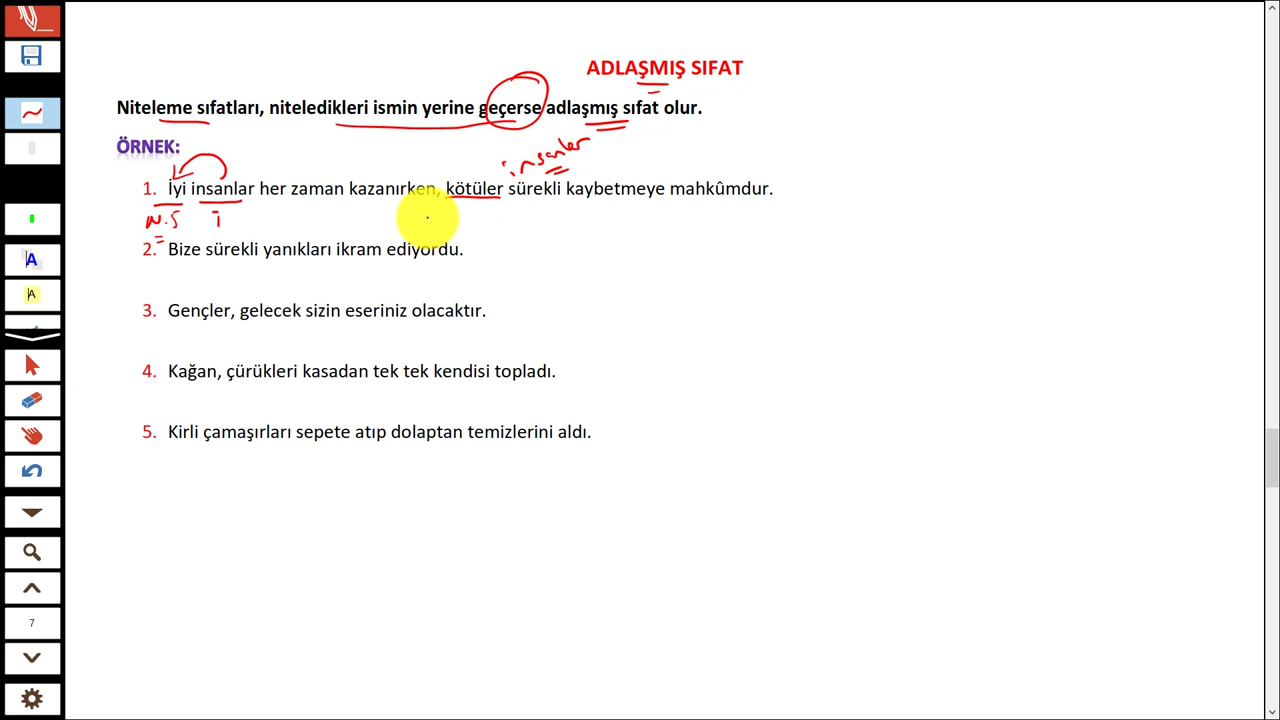 ADLAŞMIŞ SIFAT
Niteleme sıfatları, niteledikleri ismin yerine geçerse adlaşmış sıfat olur.
ÖRNEK:
insanler
1. İyi insanlar her zaman kazanırken, kötüler sürekli kaybetmeye mahkûmdur.
N.S İ
2. Bize sürekli yanıkları ikram ediyordu.
3. Gençler, gelecek sizin eseriniz olacaktır.
4. Kağan, çürükleri kasadan tek tek kendisi topladı.
5. Kirli çamaşırları sepete atıp dolaptan temizlerini aldı.
A
A
7